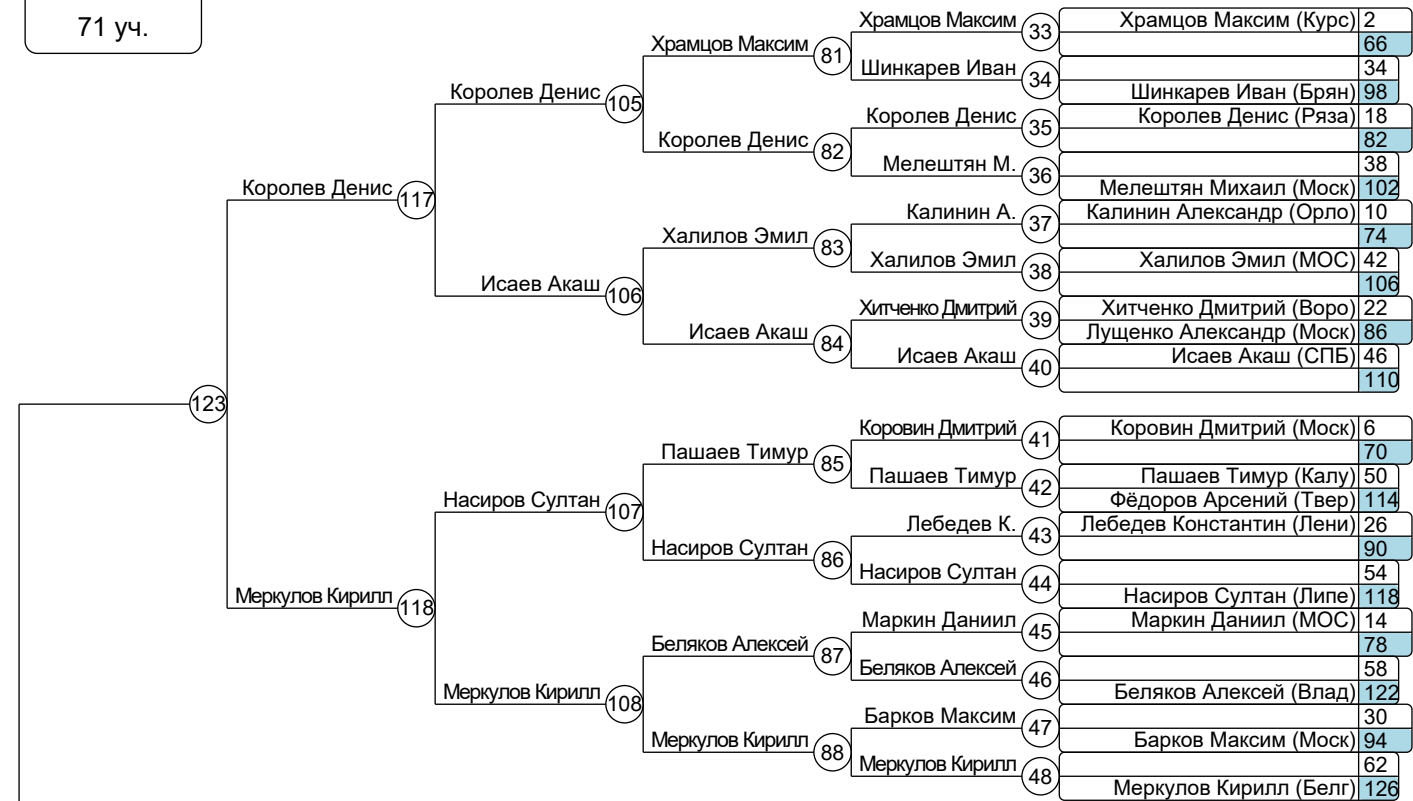 71 уч.
Храмцов Максим 33 Храмцов Максим (Курс) 2
Храмцов Максим 81 66
Шинкарев Иван 34 34
Королев Денис 105 Шинкарев Иван (Брян) 98
Королев Денис 35 Королев Денис (Ряза) 18
Королев Денис 82 82
Мелештян М. 36 38
Королев Денис 117 Мелештян Михаил (Моск) 102
Калинин А. 37 Калинин Александр (Орло) 10
Халилов Эмил 83 74
Халилов Эмил 38 Халилов Эмил (МОС) 42
Исаев Акаш 106 106
Хитченко Дмитрий 39 Хитченко Дмитрий (Воро) 22
Исаев Акаш 84 Лущенко Александр (Моск) 86
Исаев Акаш 40 Исаев Акаш (СПБ) 46
110
123
Коровин Дмитрий 41 Коровин Дмитрий (Моск) 6
Пашаев Тимур 85 70
Пашаев Тимур 42 Пашаев Тимур (Калу) 50
Насиров Султан 107 Фёдоров Арсений (Твер) 114
Лебедев К. 43 Лебедев Константин (Лени) 26
Насиров Султан 86 90
Насиров Султан 44 54
Меркулов Кирилл 118 Насиров Султан (Липе) 118
Маркин Даниил 45 Маркин Даниил (МОС) 14
Беляков Алексей 87 78
Беляков Алексей 46 58
Меркулов Кирилл 108 Беляков Алексей (Влад) 122
Барков Максим 47 30
Меркулов Кирилл 88 Барков Максим (Моск) 94
Меркулов Кирилл 48 62
Меркулов Кирилл (Белг) 126